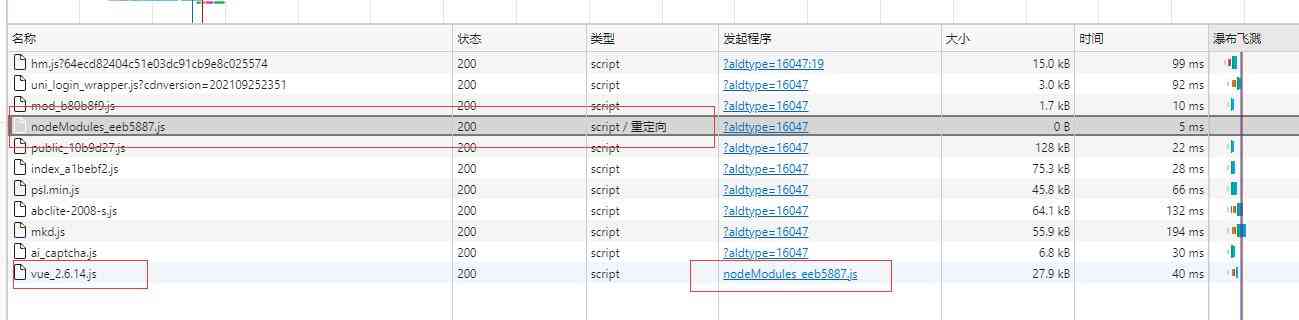 名称 状态 类型 发起程序 大小 时间 瀑布飞溅
hm.js?64ecd82404c51e03dc91cb9e8c025574 200 script ?aldtype=16047:19 15.0 kB 99 ms
uni_login_wrapper.js?cdnversion=202109252351 200 script ?aldtype=16047 3.0 kB 92 ms
mod_b80b8f9.js 200 script ?aldtype=16047 1.7 kB 10 ms
nodeModules_eeb5887.js 200 script / 重定向 ?aldtype=16047 0 B 5 ms
public_10b9d27.js 200 script ?aldtype=16047 128 kB 22 ms
index_a1bebf2.js 200 script ?aldtype=16047 75.3 kB 28 ms
psl.min.js 200 script ?aldtype=16047 45.8 kB 66 ms
abclite-2008-s.js 200 script ?aldtype=16047 64.1 kB 132 ms
mkd.js 200 script ?aldtype=16047 55.9 kB 194 ms
ai_captcha.js 200 script ?aldtype=16047 6.8 kB 30 ms
vue_2.6.14.js 200 script nodeModules_eeb5887.js 27.9 kB 40 ms